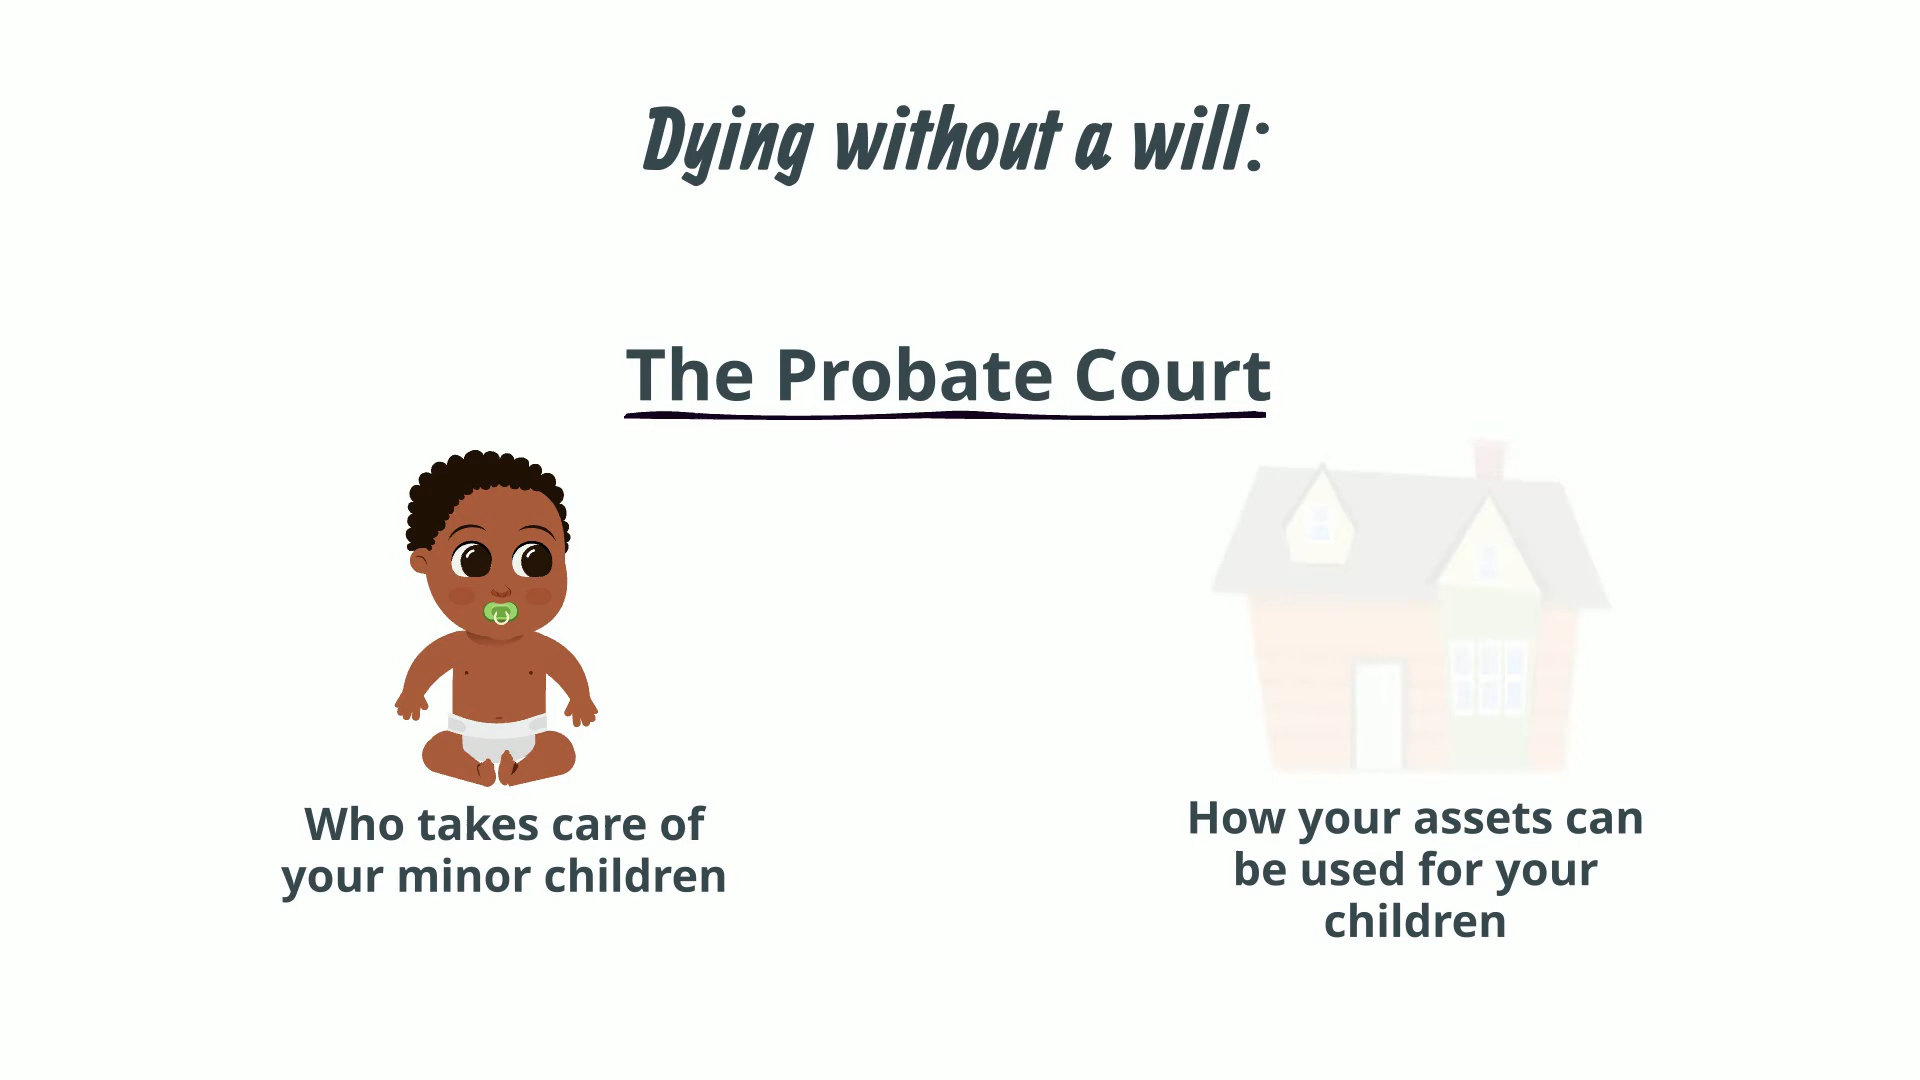 Dying without a will:
The Probate Court
Who takes care of
your minor children
How your assets can
be used for your
children